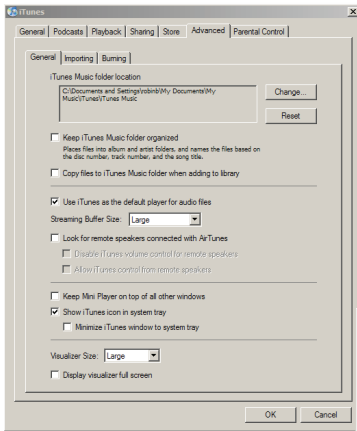 iTunes
General Podcasts Playback Sharing Store Advanced Parental Control
General Importing Burning
iTunes Music folder location
C:\Documents and Settings\robinb\My Documents\My
Music\iTunes\iTunes Music
Change...
Reset
Keep iTunes Music folder organized
Places files into album and artist folders, and names the files based on
the disc number, track number, and the song title.
Copy files to iTunes Music folder when adding to library
Use iTunes as the default player for audio files
Streaming Buffer Size: Large
Look for remote speakers connected with AirTunes
Disable iTunes volume control for remote speakers
Allow iTunes control from remote speakers
Keep Mini Player on top of all other windows
Show iTunes icon in system tray
Minimize iTunes window to system tray
Visualizer Size: Large
Display visualizer full screen
OK Cancel